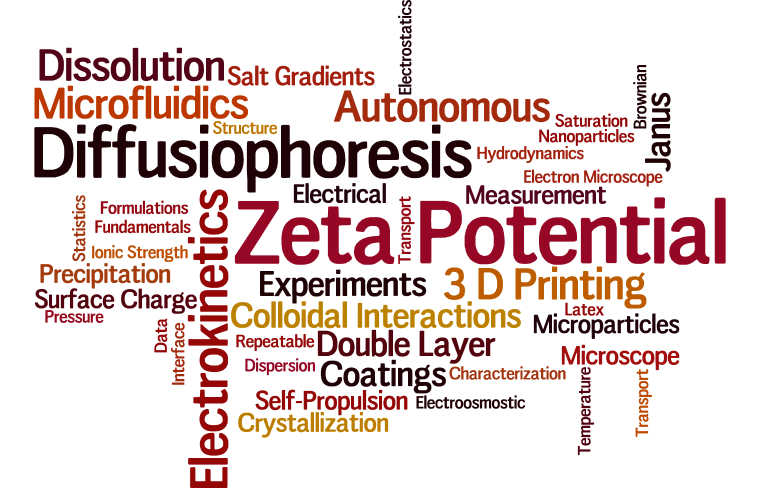 Electrostatics
Dissolution
Salt Gradients
Microfluidics
Autonomous
Structure
Saturation
Brownian
Janus
Nanoparticles
Diffusiophoresis
Hydrodynamics
Electron Microscope
Electrical
Measurement
Statistics
Formulations
Fundamentals
Ionic Strength
Electrokinetics
Zeta Potential
Transport
Precipitation
Experiments
3 D Printing
Surface Charge
Pressure
Colloidal Interactions
Latex
Microparticles
Data
Interface
Repeatable
Double Layer
Microscope
Dispersion
Coatings
Characterization
Temperature
Transport
Self-Propulsion
Electroosmostic
Crystallization